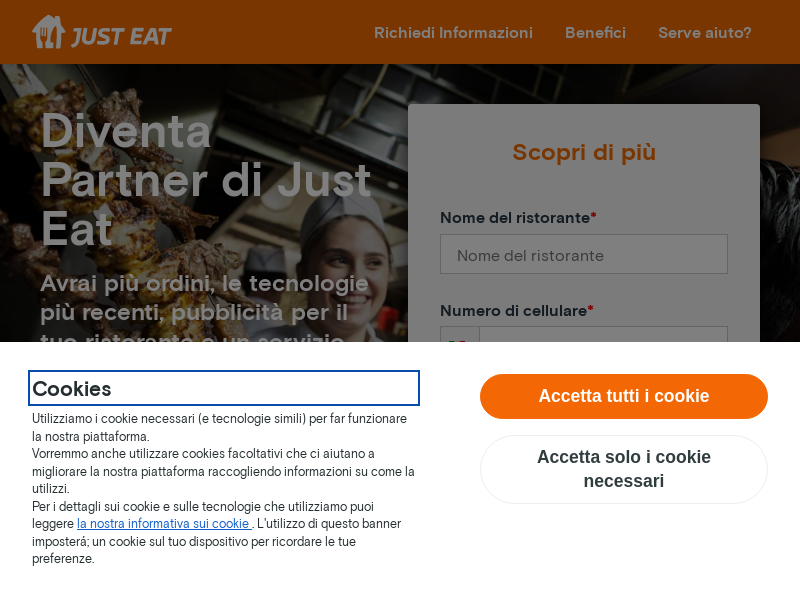 JUST EAT
Richiedi Informazioni
Benefici
Serve aiuto?
Diventa
Partner di Just
Eat
Avrai più ordini, le tecnologie
più recenti, pubblicità per il
tuo ristorante e un servizio
Scopri di più
Nome del ristorante*
Nome del ristorante
Numero di cellulare*
Cookies
Utilizziamo i cookie necessari (e tecnologie simili) per far funzionare
la nostra piattaforma.
Vorremmo anche utilizzare cookies facoltativi che ci aiutano a
migliorare la nostra piattaforma raccogliendo informazioni su come la
utilizzi.
Per i dettagli sui cookie e sulle tecnologie che utilizziamo puoi
leggere la nostra informativa sui cookie . L'utilizzo di questo banner
imposterá; un cookie sul tuo dispositivo per ricordare le tue
preferenze.
Accetta tutti i cookie
Accetta solo i cookie
necessari